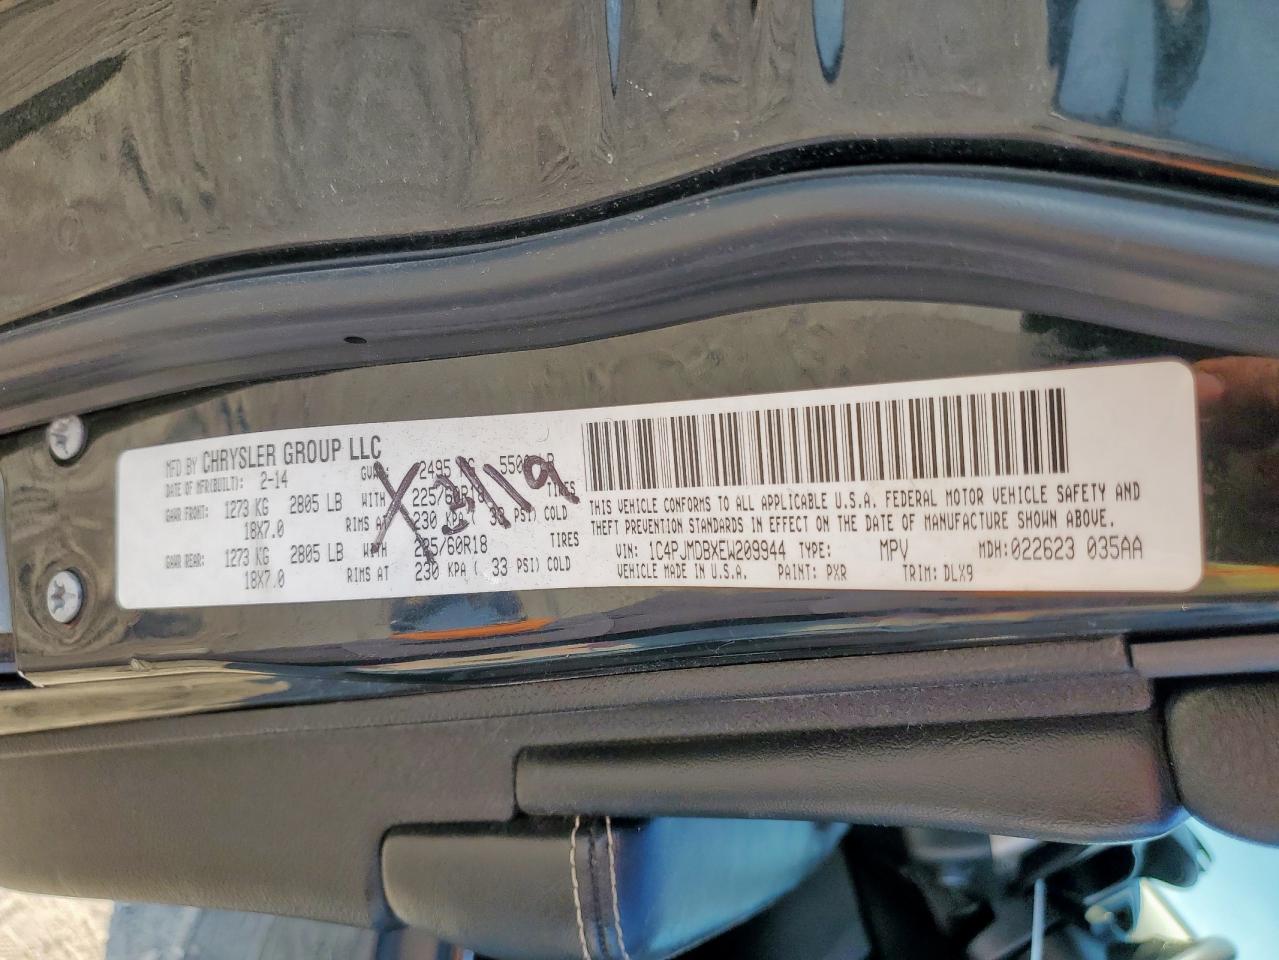 MFD BY CHRYSLER GROUP LLC
DATE OF MFR(BUILT): 2-14 2495 550
GAWR FRONT: 1273 KG 2805 LB WITH 225/60R18 TIRES
18X7.0 RIMS AT 230 KPA ( 33 PSI) COLD
GAWR REAR: 1273 KG 2805 LB WITH 225/60R18 TIRES
18X7.0 RIMS AT 230 KPA ( 33 PSI) COLD
THIS VEHICLE CONFORMS TO ALL APPLICABLE U.S.A. FEDERAL MOTOR VEHICLE SAFETY AND
THEFT PREVENTION STANDARDS IN EFFECT ON THE DATE OF MANUFACTURE SHOWN ABOVE.
VIN: 1C4PJMDBXEW209944 TYPE: MPV MDH:022623 035AA
VEHICLE MADE IN U.S.A. PAINT: PXR TRIM: DLX9